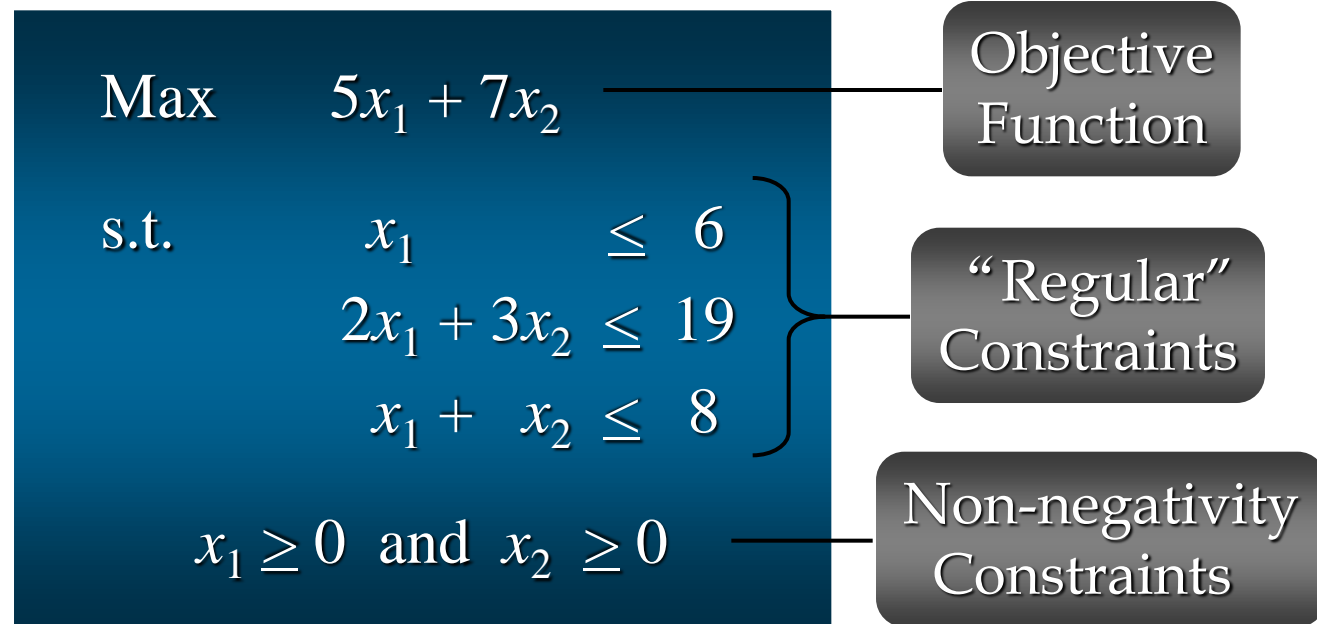 Max 5x₁ + 7x₂
Objective
Function
s.t. x₁ ≤ 6
2x₁ + 3x₂ ≤ 19
x₁ + x₂ ≤ 8
“Regular”
Constraints
x₁ ≥ 0 and x₂ ≥ 0
Non-negativity
Constraints